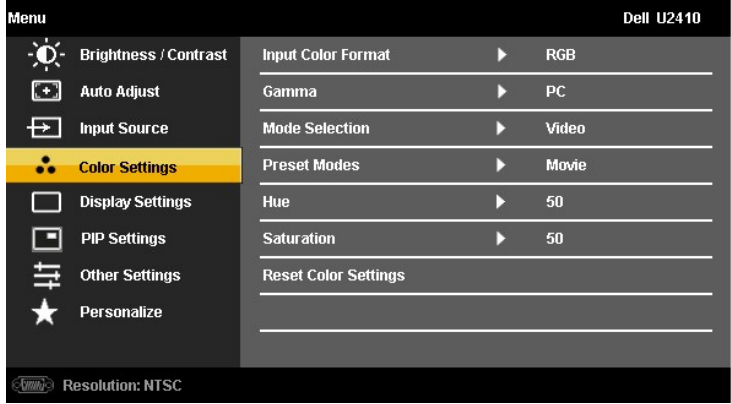 Menu Dell U2410
Brightness / Contrast Input Color Format RGB
Auto Adjust Gamma PC
Input Source Mode Selection Video
Color Settings Preset Modes Movie
Display Settings Hue 50
PIP Settings Saturation 50
Other Settings Reset Color Settings
Personalize
Resolution: NTSC